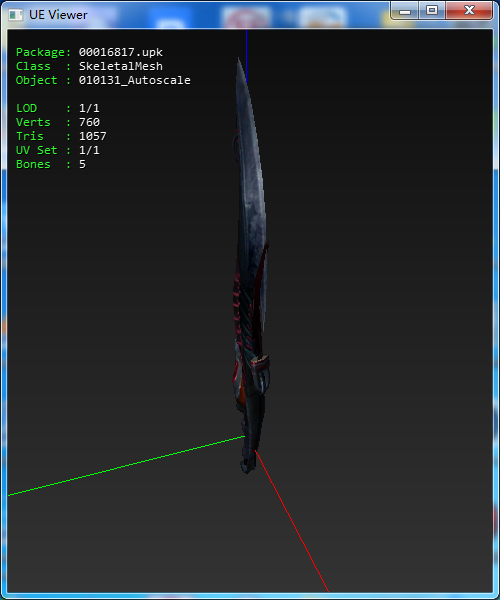 UE Viewer
Package: 00016817.upk
Class : SkeletalMesh
Object : 010131_Autoscale
LOD : 1/1
Verts : 760
Tris : 1057
UV Set : 1/1
Bones : 5